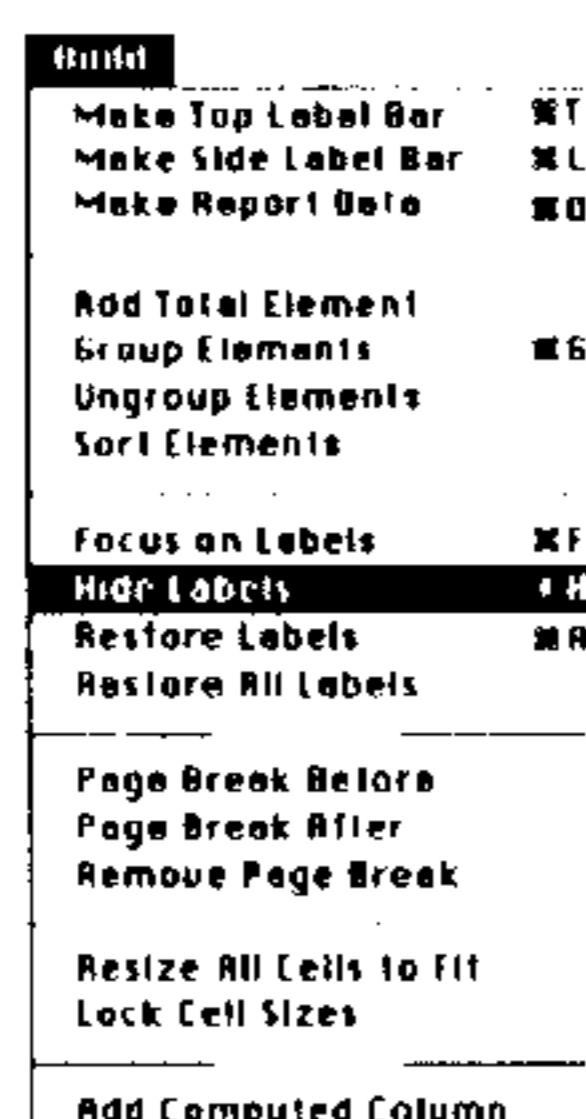 Build
Make Top Label Bar ⌘T
Make Side Label Bar ⌘L
Make Report Data ⌘D
Add Total Element
Group Elements ⌘G
Ungroup Elements
Sort Elements
Focus on Labels ⌘F
Hide Labels ⌘H
Restore Labels ⌘R
Restore All Labels
Page Break Before
Page Break After
Remove Page Break
Resize All Cells to Fit
Lock Cell Sizes
Add Computed Column